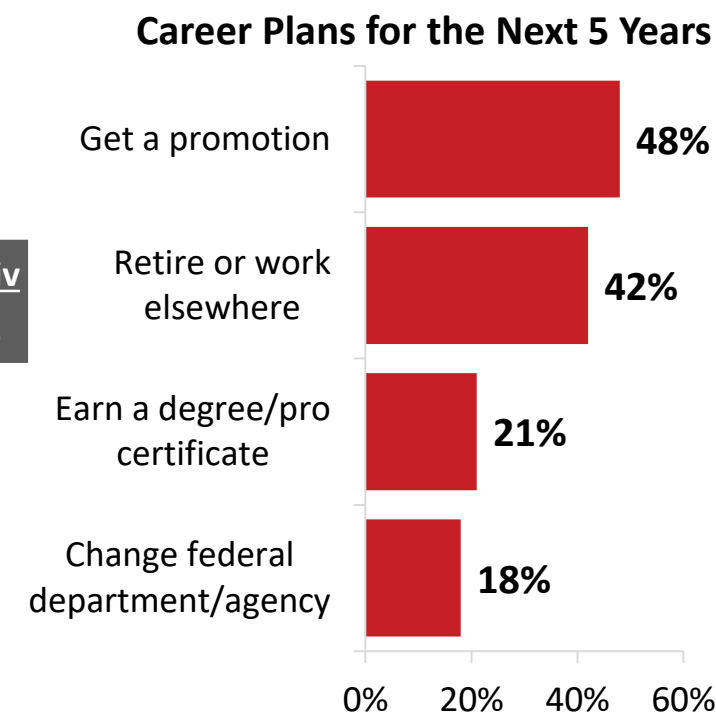 Career Plans for the Next 5 Years
Get a promotion
48%
iv
Retire or work
elsewhere
42%
Earn a degree/pro
certificate
21%
Change federal
department/agency
18%
0% 20% 40% 60%